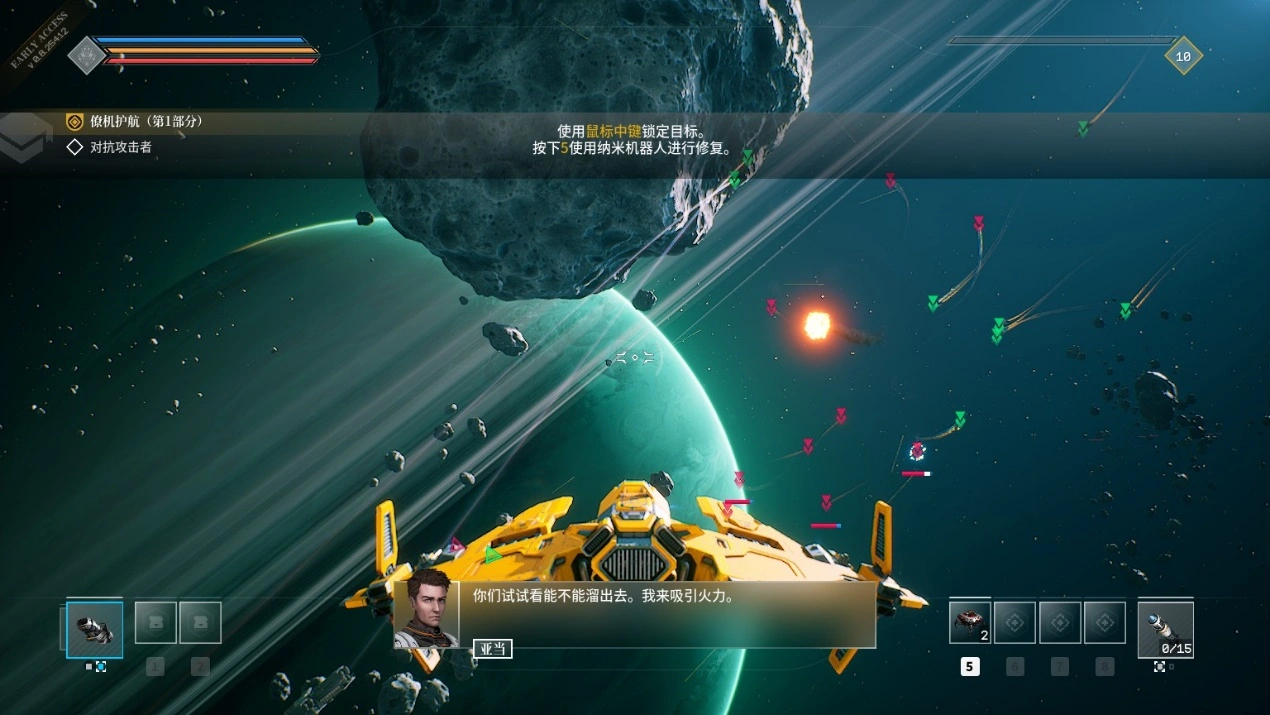 EARLY ACCESS
10
僚机护航（第1部分）
对抗攻击者
使用鼠标中键锁定目标。
按下5使用纳米机器人进行修复。
你们试试看能不能溜出去。我来吸引火力。
亚当
1
2
2
5
6
7
8
0/15